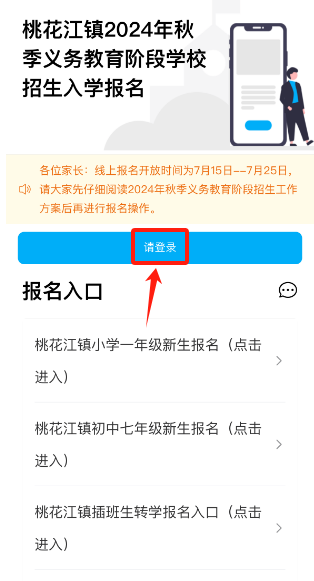 桃花江镇2024年秋
季义务教育阶段学校
招生入学报名
各位家长：线上报名开放时间为7月15日--7月25日，
请大家先仔细阅读2024年秋季义务教育阶段招生工作
方案后再进行报名操作。
请登录
报名入口
桃花江镇小学一年级新生报名（点击
进入）
桃花江镇初中七年级新生报名（点击
进入）
桃花江镇插班生转学报名入口（点击
进入）